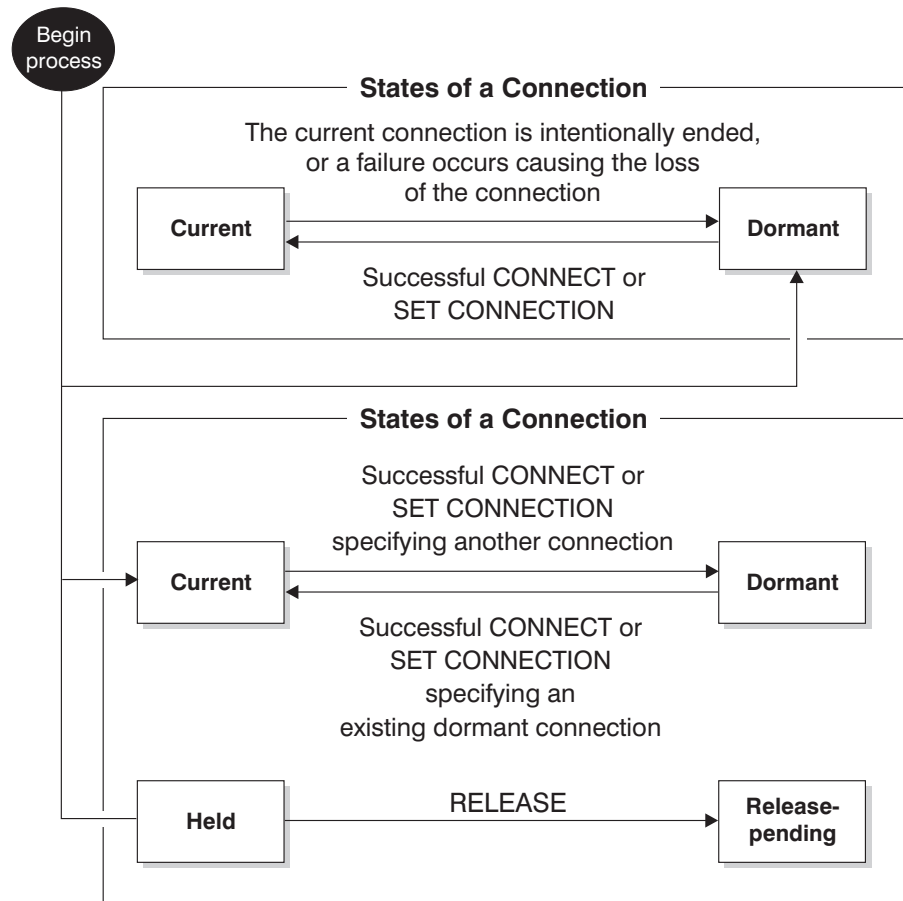 Begin
process
States of a Connection
The current connection is intentionally ended,
or a failure occurs causing the loss
of the connection
Current
Dormant
Successful CONNECT or
SET CONNECTION
States of a Connection
Successful CONNECT or
SET CONNECTION
specifying another connection
Current
Dormant
Successful CONNECT or
SET CONNECTION
specifying an
existing dormant connection
Held
RELEASE
Release-
pending